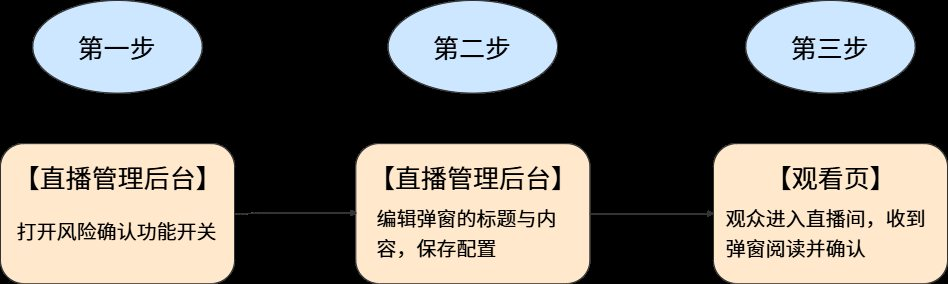 第一步
第二步
第三步
【直播管理后台】
打开风险确认功能开关
【直播管理后台】
编辑弹窗的标题与内
容，保存配置
【观看页】
观众进入直播间，收到
弹窗阅读并确认